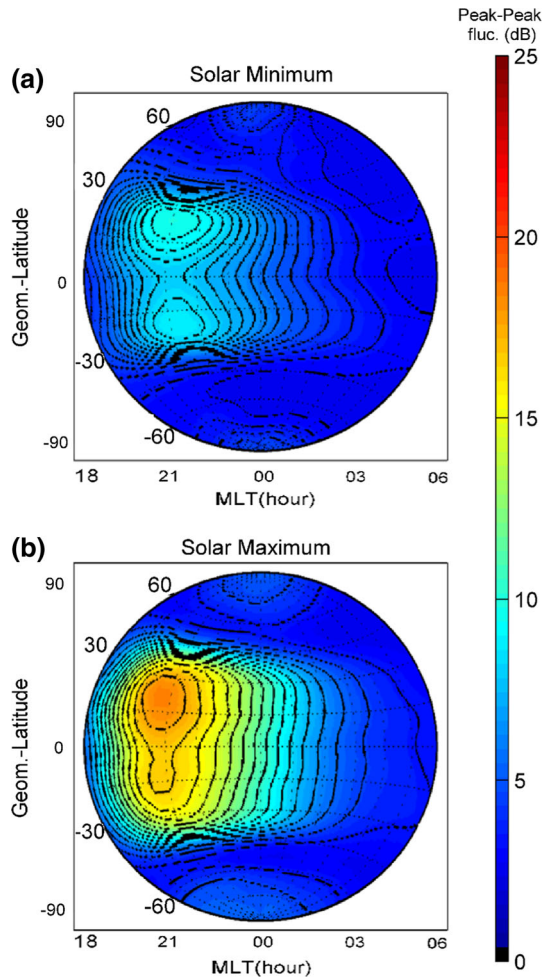 Peak-Peak
fluc. (dB)
25
20
15
10
5
0
(a)
Solar Minimum
90
60
30
0
-30
-60
-90
Geom.-Latitude
18 21 00 03 06
MLT(hour)
(b)
Solar Maximum
90
60
30
0
-30
-60
-90
Geom.-Latitude
18 21 00 03 06
MLT(hour)